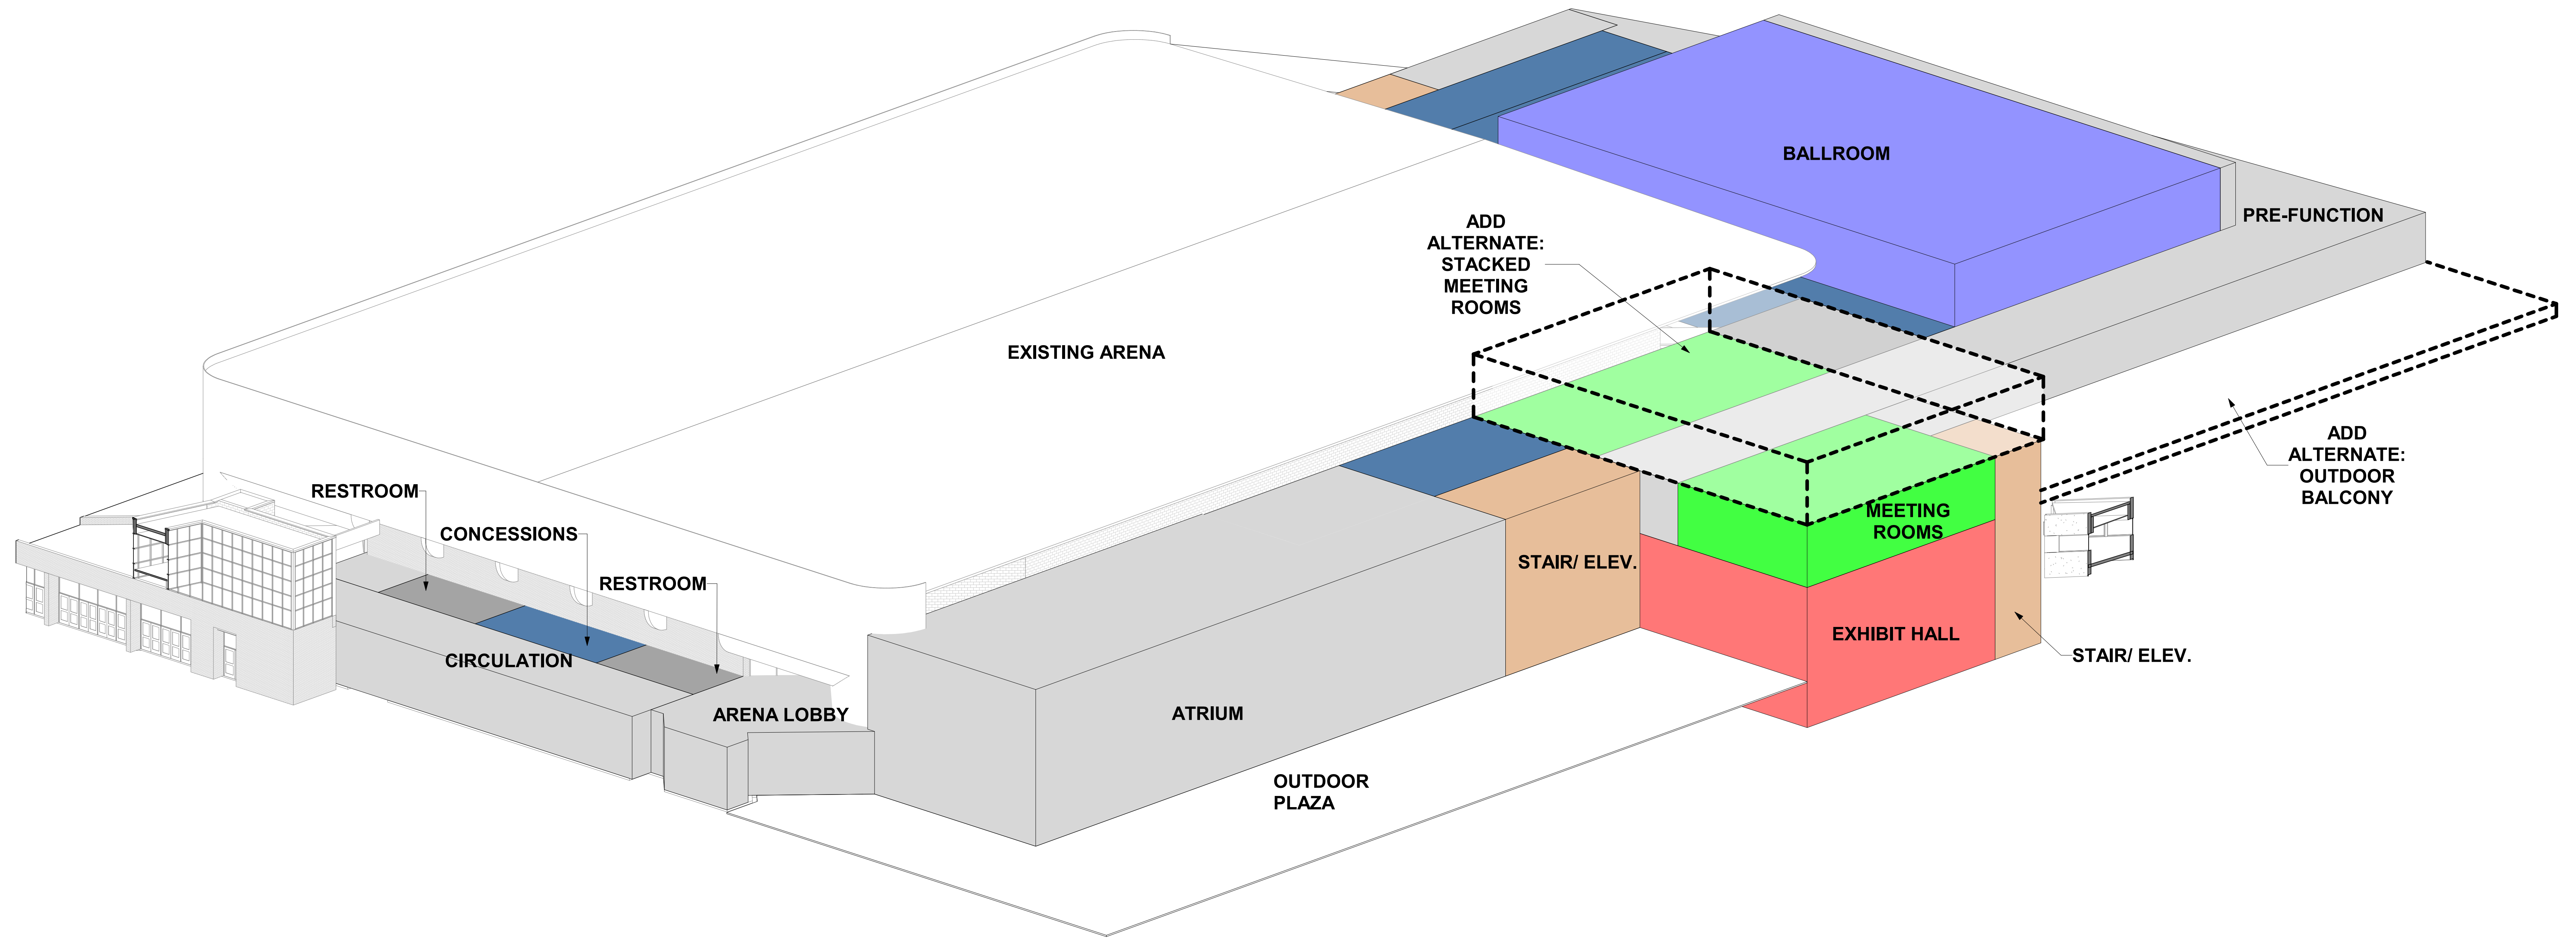 BALLROOM
PRE-FUNCTION
ADD
ALTERNATE:
STACKED
MEETING
ROOMS
EXISTING ARENA
ADD
ALTERNATE:
OUTDOOR
BALCONY
RESTROOM
CONCESSIONS
RESTROOM
MEETING
ROOMS
STAIR/ ELEV.
EXHIBIT HALL
STAIR/ ELEV.
CIRCULATION
ARENA LOBBY
ATRIUM
OUTDOOR
PLAZA